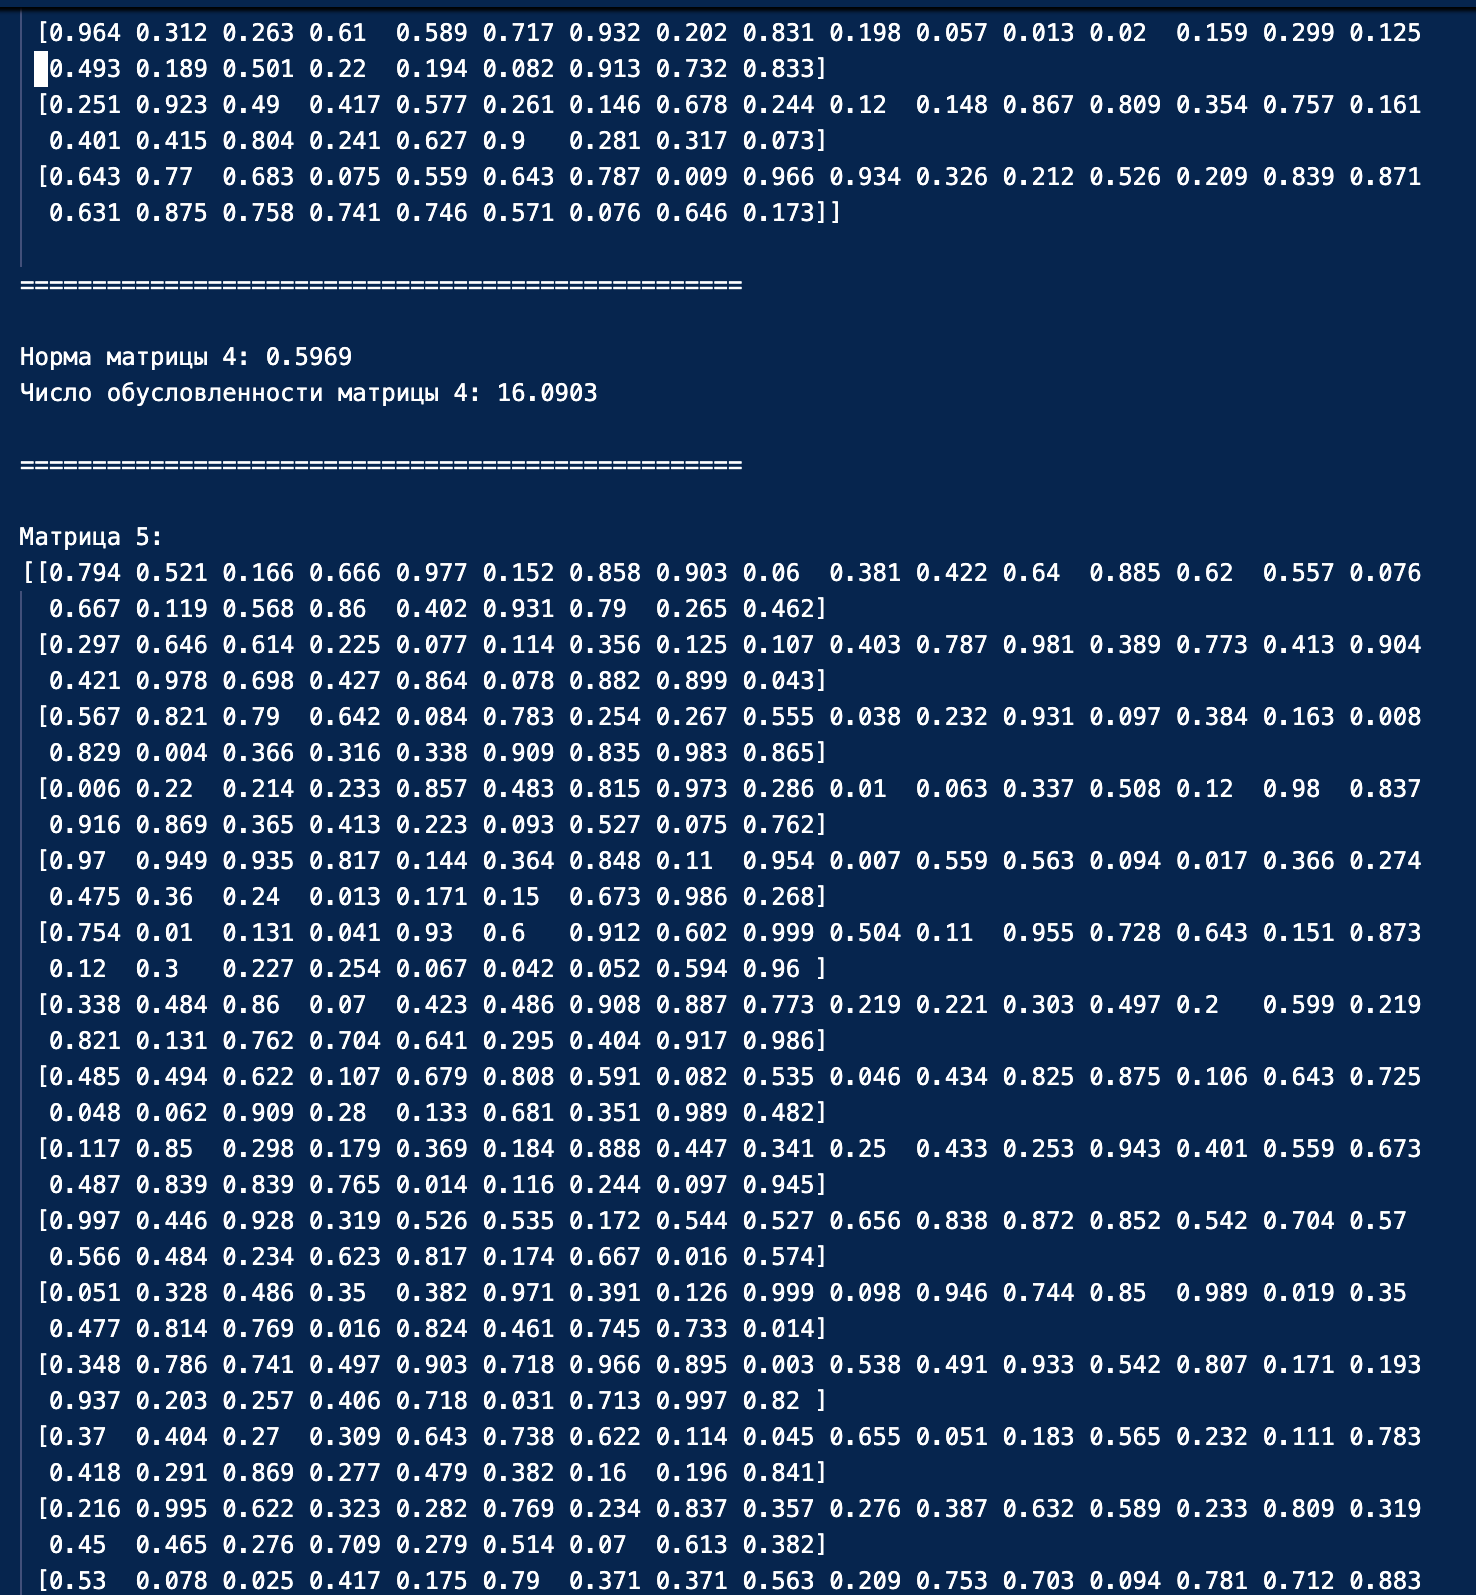 [0.964 0.312 0.263 0.61  0.589 0.717 0.932 0.202 0.831 0.198 0.057 0.013 0.02  0.159 0.299 0.125
0.493 0.189 0.501 0.22  0.194 0.082 0.913 0.732 0.833]
[0.251 0.923 0.49  0.417 0.577 0.261 0.146 0.678 0.244 0.12  0.148 0.867 0.809 0.354 0.757 0.161
0.401 0.415 0.804 0.241 0.627 0.9   0.281 0.317 0.073]
[0.643 0.77  0.683 0.075 0.559 0.643 0.787 0.009 0.966 0.934 0.326 0.212 0.526 0.209 0.839 0.871
0.631 0.875 0.758 0.741 0.746 0.571 0.076 0.646 0.173]]
==================================================
Норма матрицы 4: 0.5969
Число обусловленности матрицы 4: 16.0903
==================================================
Матрица 5:
[[0.794 0.521 0.166 0.666 0.977 0.152 0.858 0.903 0.06  0.381 0.422 0.64  0.885 0.62  0.557 0.076
0.667 0.119 0.568 0.86  0.402 0.931 0.79  0.265 0.462]
[0.297 0.646 0.614 0.225 0.077 0.114 0.356 0.125 0.107 0.403 0.787 0.981 0.389 0.773 0.413 0.904
0.421 0.978 0.698 0.427 0.864 0.078 0.882 0.899 0.043]
[0.567 0.821 0.79  0.642 0.084 0.783 0.254 0.267 0.555 0.038 0.232 0.931 0.097 0.384 0.163 0.008
0.829 0.004 0.366 0.316 0.338 0.909 0.835 0.983 0.865]
[0.006 0.22  0.214 0.233 0.857 0.483 0.815 0.973 0.286 0.01  0.063 0.337 0.508 0.12  0.98  0.837
0.916 0.869 0.365 0.413 0.223 0.093 0.527 0.075 0.762]
[0.97  0.949 0.935 0.817 0.144 0.364 0.848 0.11  0.954 0.007 0.559 0.563 0.094 0.017 0.366 0.274
0.475 0.36  0.24  0.013 0.171 0.15  0.673 0.986 0.268]
[0.754 0.01  0.131 0.041 0.93  0.6   0.912 0.602 0.999 0.504 0.11  0.955 0.728 0.643 0.151 0.873
0.12  0.3   0.227 0.254 0.067 0.042 0.052 0.594 0.96 ]
[0.338 0.484 0.86  0.07  0.423 0.486 0.908 0.887 0.773 0.219 0.221 0.303 0.497 0.2   0.599 0.219
0.821 0.131 0.762 0.704 0.641 0.295 0.404 0.917 0.986]
[0.485 0.494 0.622 0.107 0.679 0.808 0.591 0.082 0.535 0.046 0.434 0.825 0.875 0.106 0.643 0.725
0.048 0.062 0.909 0.28  0.133 0.681 0.351 0.989 0.482]
[0.117 0.85  0.298 0.179 0.369 0.184 0.888 0.447 0.341 0.25  0.433 0.253 0.943 0.401 0.559 0.673
0.487 0.839 0.839 0.765 0.014 0.116 0.244 0.097 0.945]
[0.997 0.446 0.928 0.319 0.526 0.535 0.172 0.544 0.527 0.656 0.838 0.872 0.852 0.542 0.704 0.57
0.566 0.484 0.234 0.623 0.817 0.174 0.667 0.016 0.574]
[0.051 0.328 0.486 0.35  0.382 0.971 0.391 0.126 0.999 0.098 0.946 0.744 0.85  0.989 0.019 0.35
0.477 0.814 0.769 0.016 0.824 0.461 0.745 0.733 0.014]
[0.348 0.786 0.741 0.497 0.903 0.718 0.966 0.895 0.003 0.538 0.491 0.933 0.542 0.807 0.171 0.193
0.937 0.203 0.257 0.406 0.718 0.031 0.713 0.997 0.82 ]
[0.37  0.404 0.27  0.309 0.643 0.738 0.622 0.114 0.045 0.655 0.051 0.183 0.565 0.232 0.111 0.783
0.418 0.291 0.869 0.277 0.479 0.382 0.16  0.196 0.841]
[0.216 0.995 0.622 0.323 0.282 0.769 0.234 0.837 0.357 0.276 0.387 0.632 0.589 0.233 0.809 0.319
0.45  0.465 0.276 0.709 0.279 0.514 0.07  0.613 0.382]
[0.53  0.078 0.025 0.417 0.175 0.79  0.371 0.371 0.563 0.209 0.753 0.703 0.094 0.781 0.712 0.883